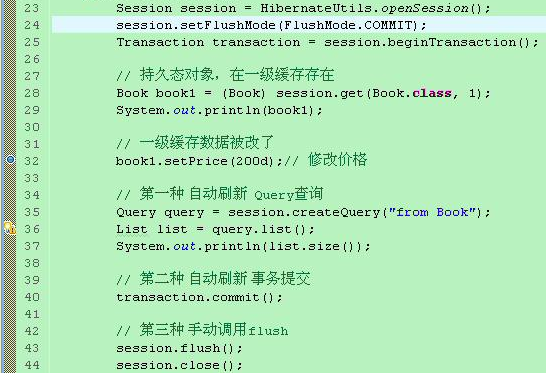 23 Session session = HibernateUtils.openSession();
24 session.setFlushMode(FlushMode.COMMIT);
25 Transaction transaction = session.beginTransaction();
26
27 // 持久态对象，在一级缓存存在
28 Book book1 = (Book) session.get(Book.class, 1);
29 System.out.println(book1);
30
31 // 一级缓存数据被改了
32 book1.setPrice(200d);// 修改价格
33
34 // 第一种 自动刷新 Query查询
35 Query query = session.createQuery("from Book");
36 List list = query.list();
37 System.out.println(list.size());
38
39 // 第二种 自动刷新 事务提交
40 transaction.commit();
41
42 // 第三种 手动调用flush
43 session.flush();
44 session.close();